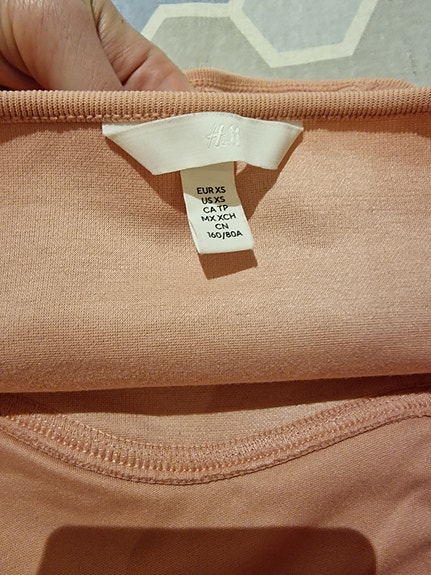 H&M
EUR XS
US XS
CA TP
MX XCH
CN
160/80A